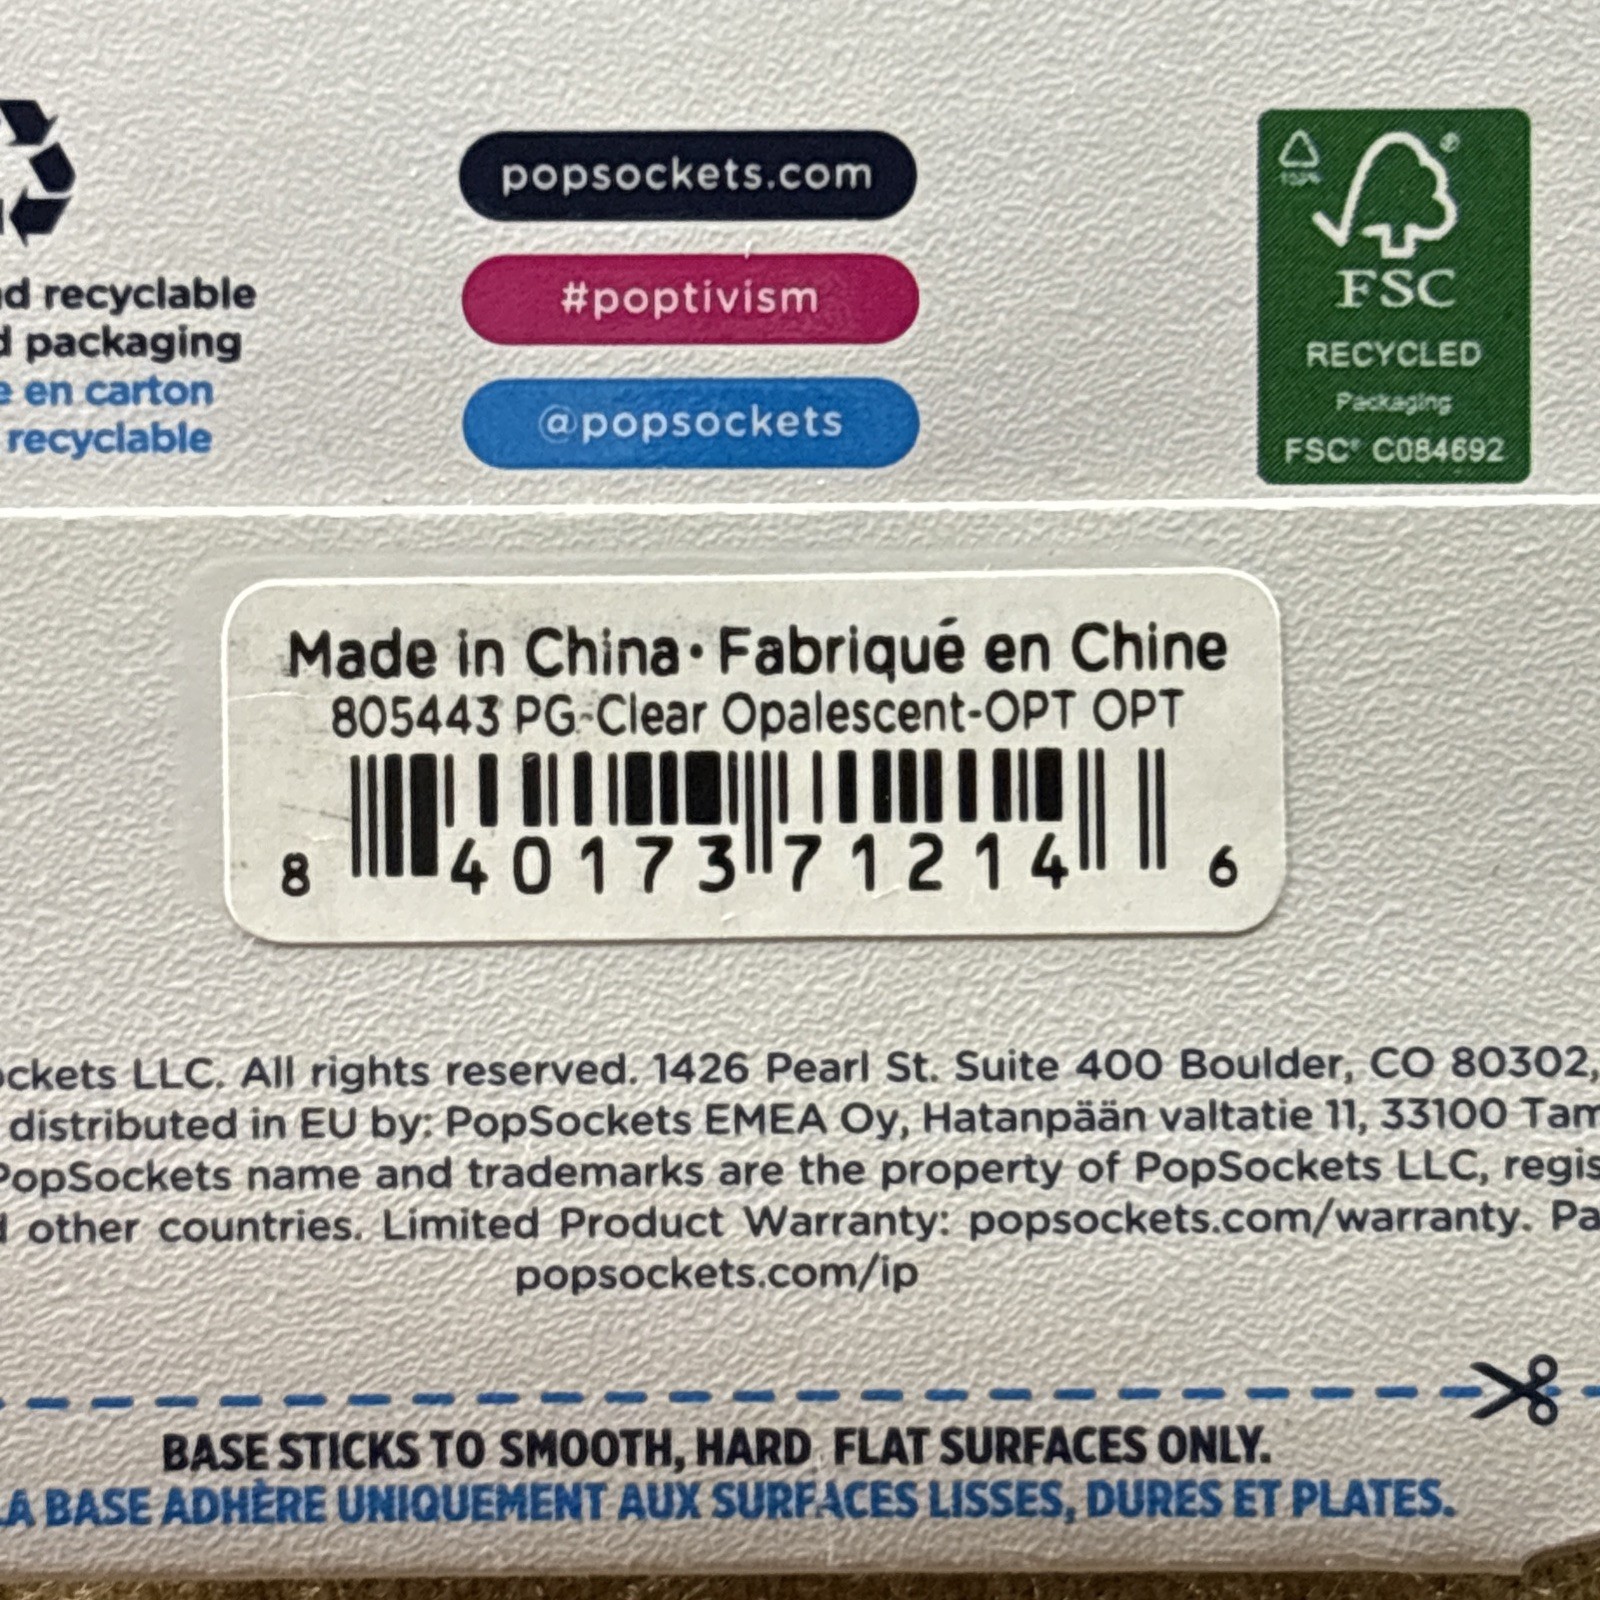 popsockets.com
#poptivism
@popsockets
d recyclable
d packaging
e en carton
recyclable
FSC®
RECYCLED
Packaging
FSC® C084692
Made in China · Fabriqué en Chine
805443 PG-Clear Opalescent-OPT OPT
8 40173 71214 6
ockets LLC. All rights reserved. 1426 Pearl St. Suite 400 Boulder, CO 80302,
distributed in EU by: PopSockets EMEA Oy, Hatanpään valtatie 11, 33100 Tam
PopSockets name and trademarks are the property of PopSockets LLC, regis
d other countries. Limited Product Warranty: popsockets.com/warranty. Pa
popsockets.com/ip
BASE STICKS TO SMOOTH, HARD, FLAT SURFACES ONLY.
LA BASE ADHÈRE UNIQUEMENT AUX SURFACES LISSES, DURES ET PLATES.